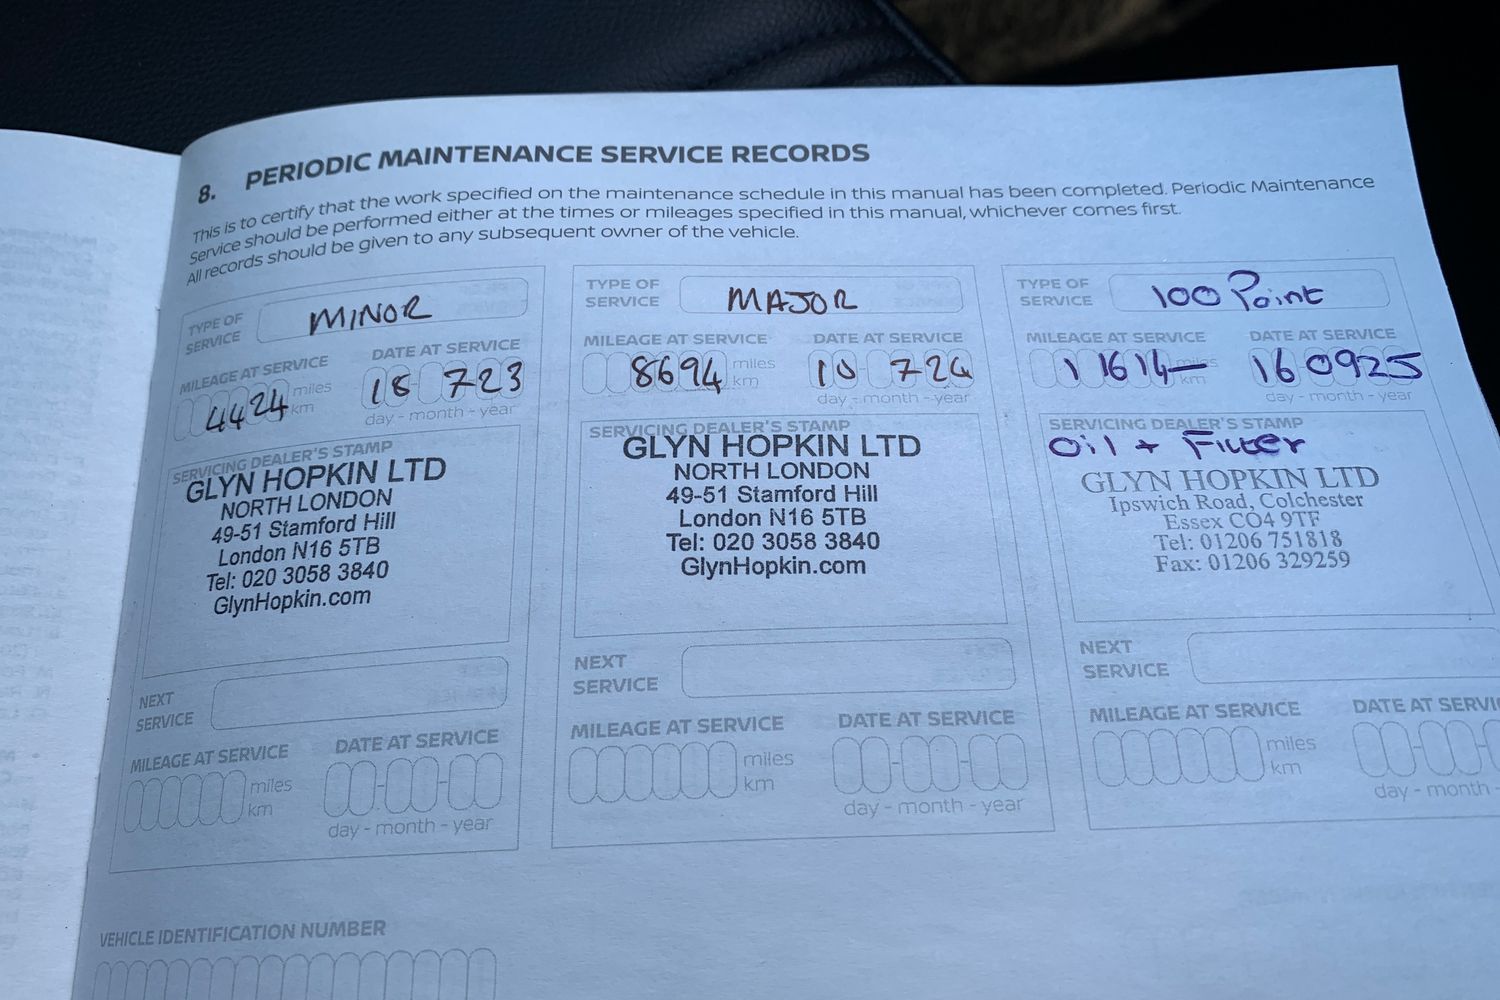 8. PERIODIC MAINTENANCE SERVICE RECORDS
This is to certify that the work specified on the maintenance schedule in this manual has been completed. Periodic Maintenance
Service should be performed either at the times or mileages specified in this manual, whichever comes first.
All records should be given to any subsequent owner of the vehicle.
TYPE OF
SERVICE
MINOR
MILEAGE AT SERVICE
DATE AT SERVICE
4424
miles
km
18 7 23
day - month - year
SERVICING DEALER'S STAMP
GLYN HOPKIN LTD
NORTH LONDON
49-51 Stamford Hill
London N16 5TB
Tel: 020 3058 3840
GlynHopkin.com
NEXT
SERVICE
MILEAGE AT SERVICE
DATE AT SERVICE
miles
km
day - month - year
TYPE OF
SERVICE
MAJOR
MILEAGE AT SERVICE
DATE AT SERVICE
8694
miles
km
10 7 24
day - month - year
SERVICING DEALER'S STAMP
GLYN HOPKIN LTD
NORTH LONDON
49-51 Stamford Hill
London N16 5TB
Tel: 020 3058 3840
GlynHopkin.com
NEXT
SERVICE
MILEAGE AT SERVICE
DATE AT SERVICE
miles
km
day - month - year
TYPE OF
SERVICE
100 Point
MILEAGE AT SERVICE
DATE AT SERVICE
11614
miles
km
16 09 25
day - month - year
SERVICING DEALER'S STAMP
Oil + Filter
GLYN HOPKIN LTD
Ipswich Road, Colchester
Essex CO4 9TF
Tel: 01206 751818
Fax: 01206 329259
NEXT
SERVICE
MILEAGE AT SERVICE
DATE AT SERVI
miles
km
day - month -
VEHICLE IDENTIFICATION NUMBER